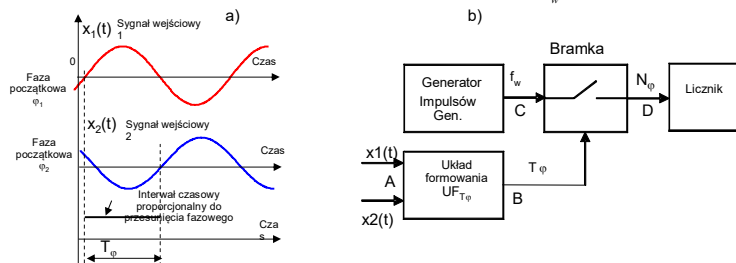 w
a)
b)
x1(t) Sygnał wejściowy
1
0
Czas
Faza
początkowa
φ1
x2(t) Sygnał wejściowy
2
Faza
początkowa
φ2
Czas
Interwał czasowy
proporcjonalny do
przesunięcia fazowego
Cza
s
Tφ
Bramka
Generator
Impulsów
Gen.
fw
C
Nφ
D
Licznik
x1(t)
A
x2(t)
Układ
formowania
UFTφ
Tφ
B